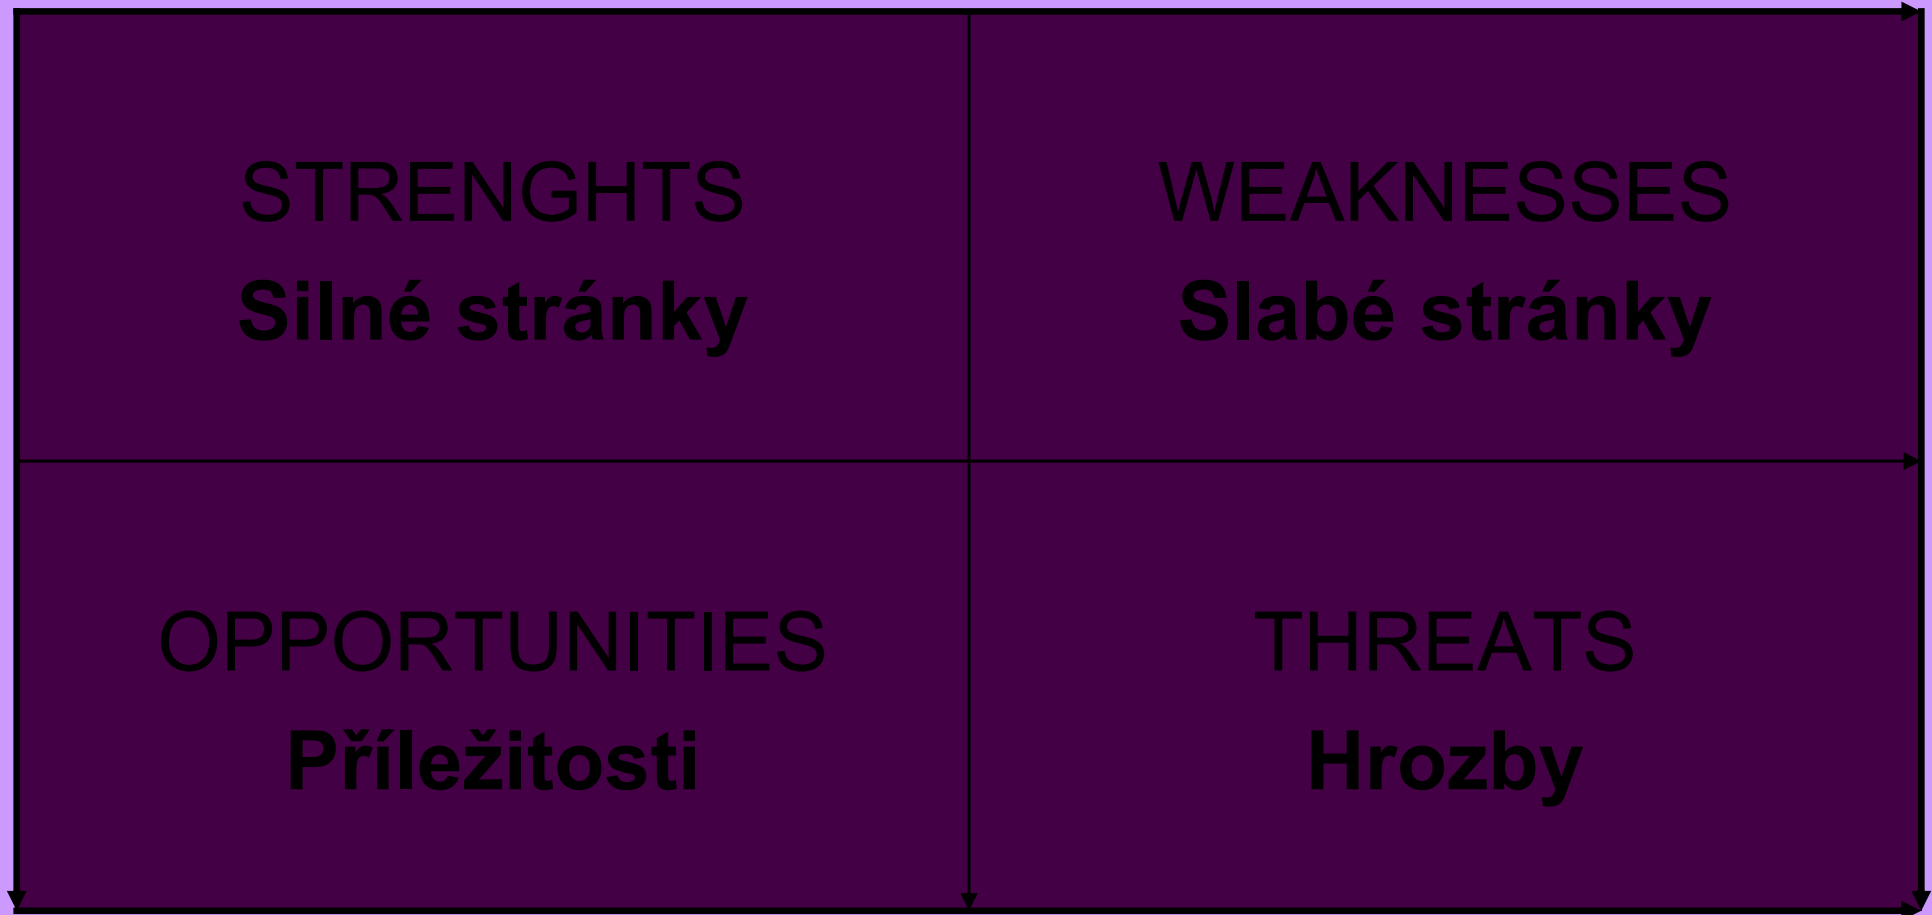 STRENGHTS
Silné stránky
WEAKNESSES
Slabé stránky
OPPORTUNITIES
Příležitosti
THREATS
Hrozby